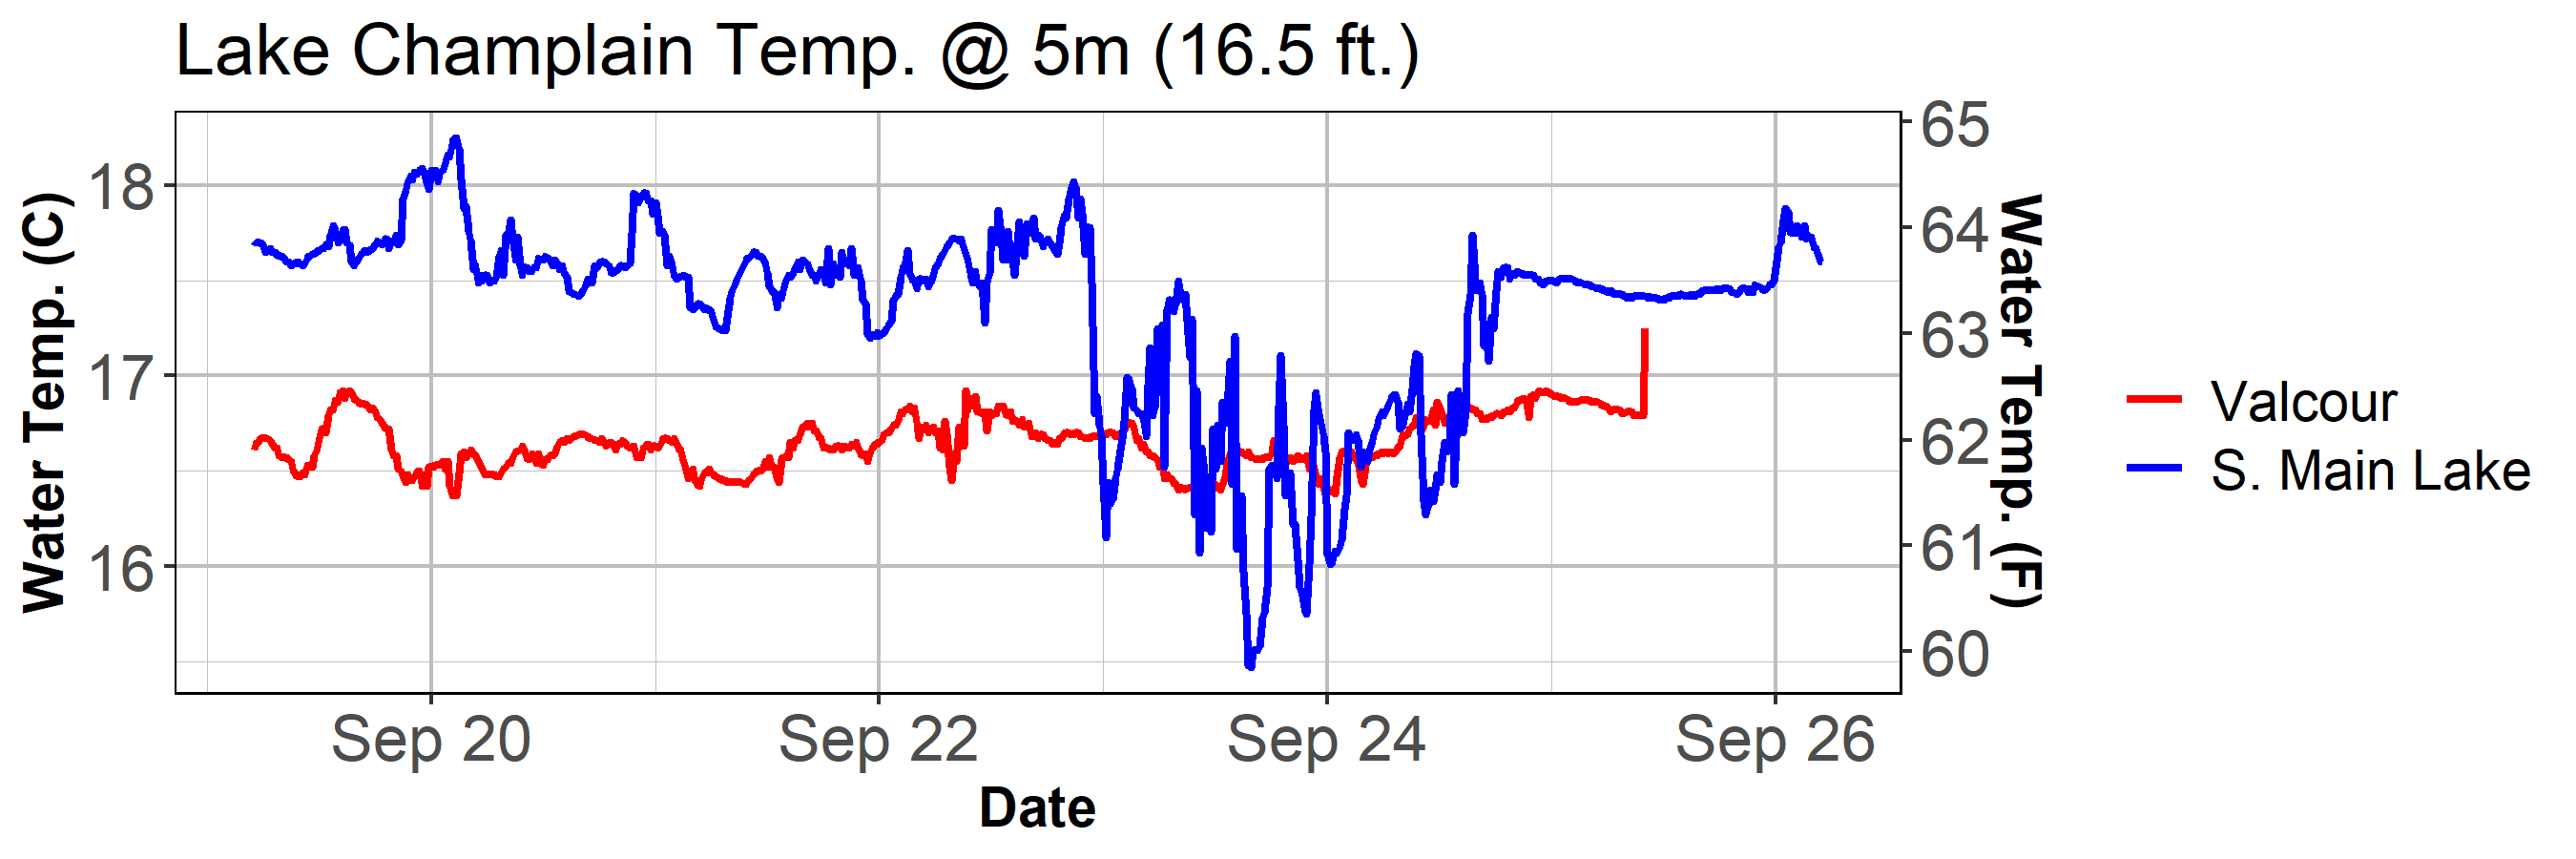 Lake Champlain Temp. @ 5m (16.5 ft.)
Water Temp. (C)
18
17
16
65
64
63
62
61
60
Water Temp. (F)
Sep 20
Sep 22
Sep 24
Sep 26
Date
Valcour
S. Main Lake